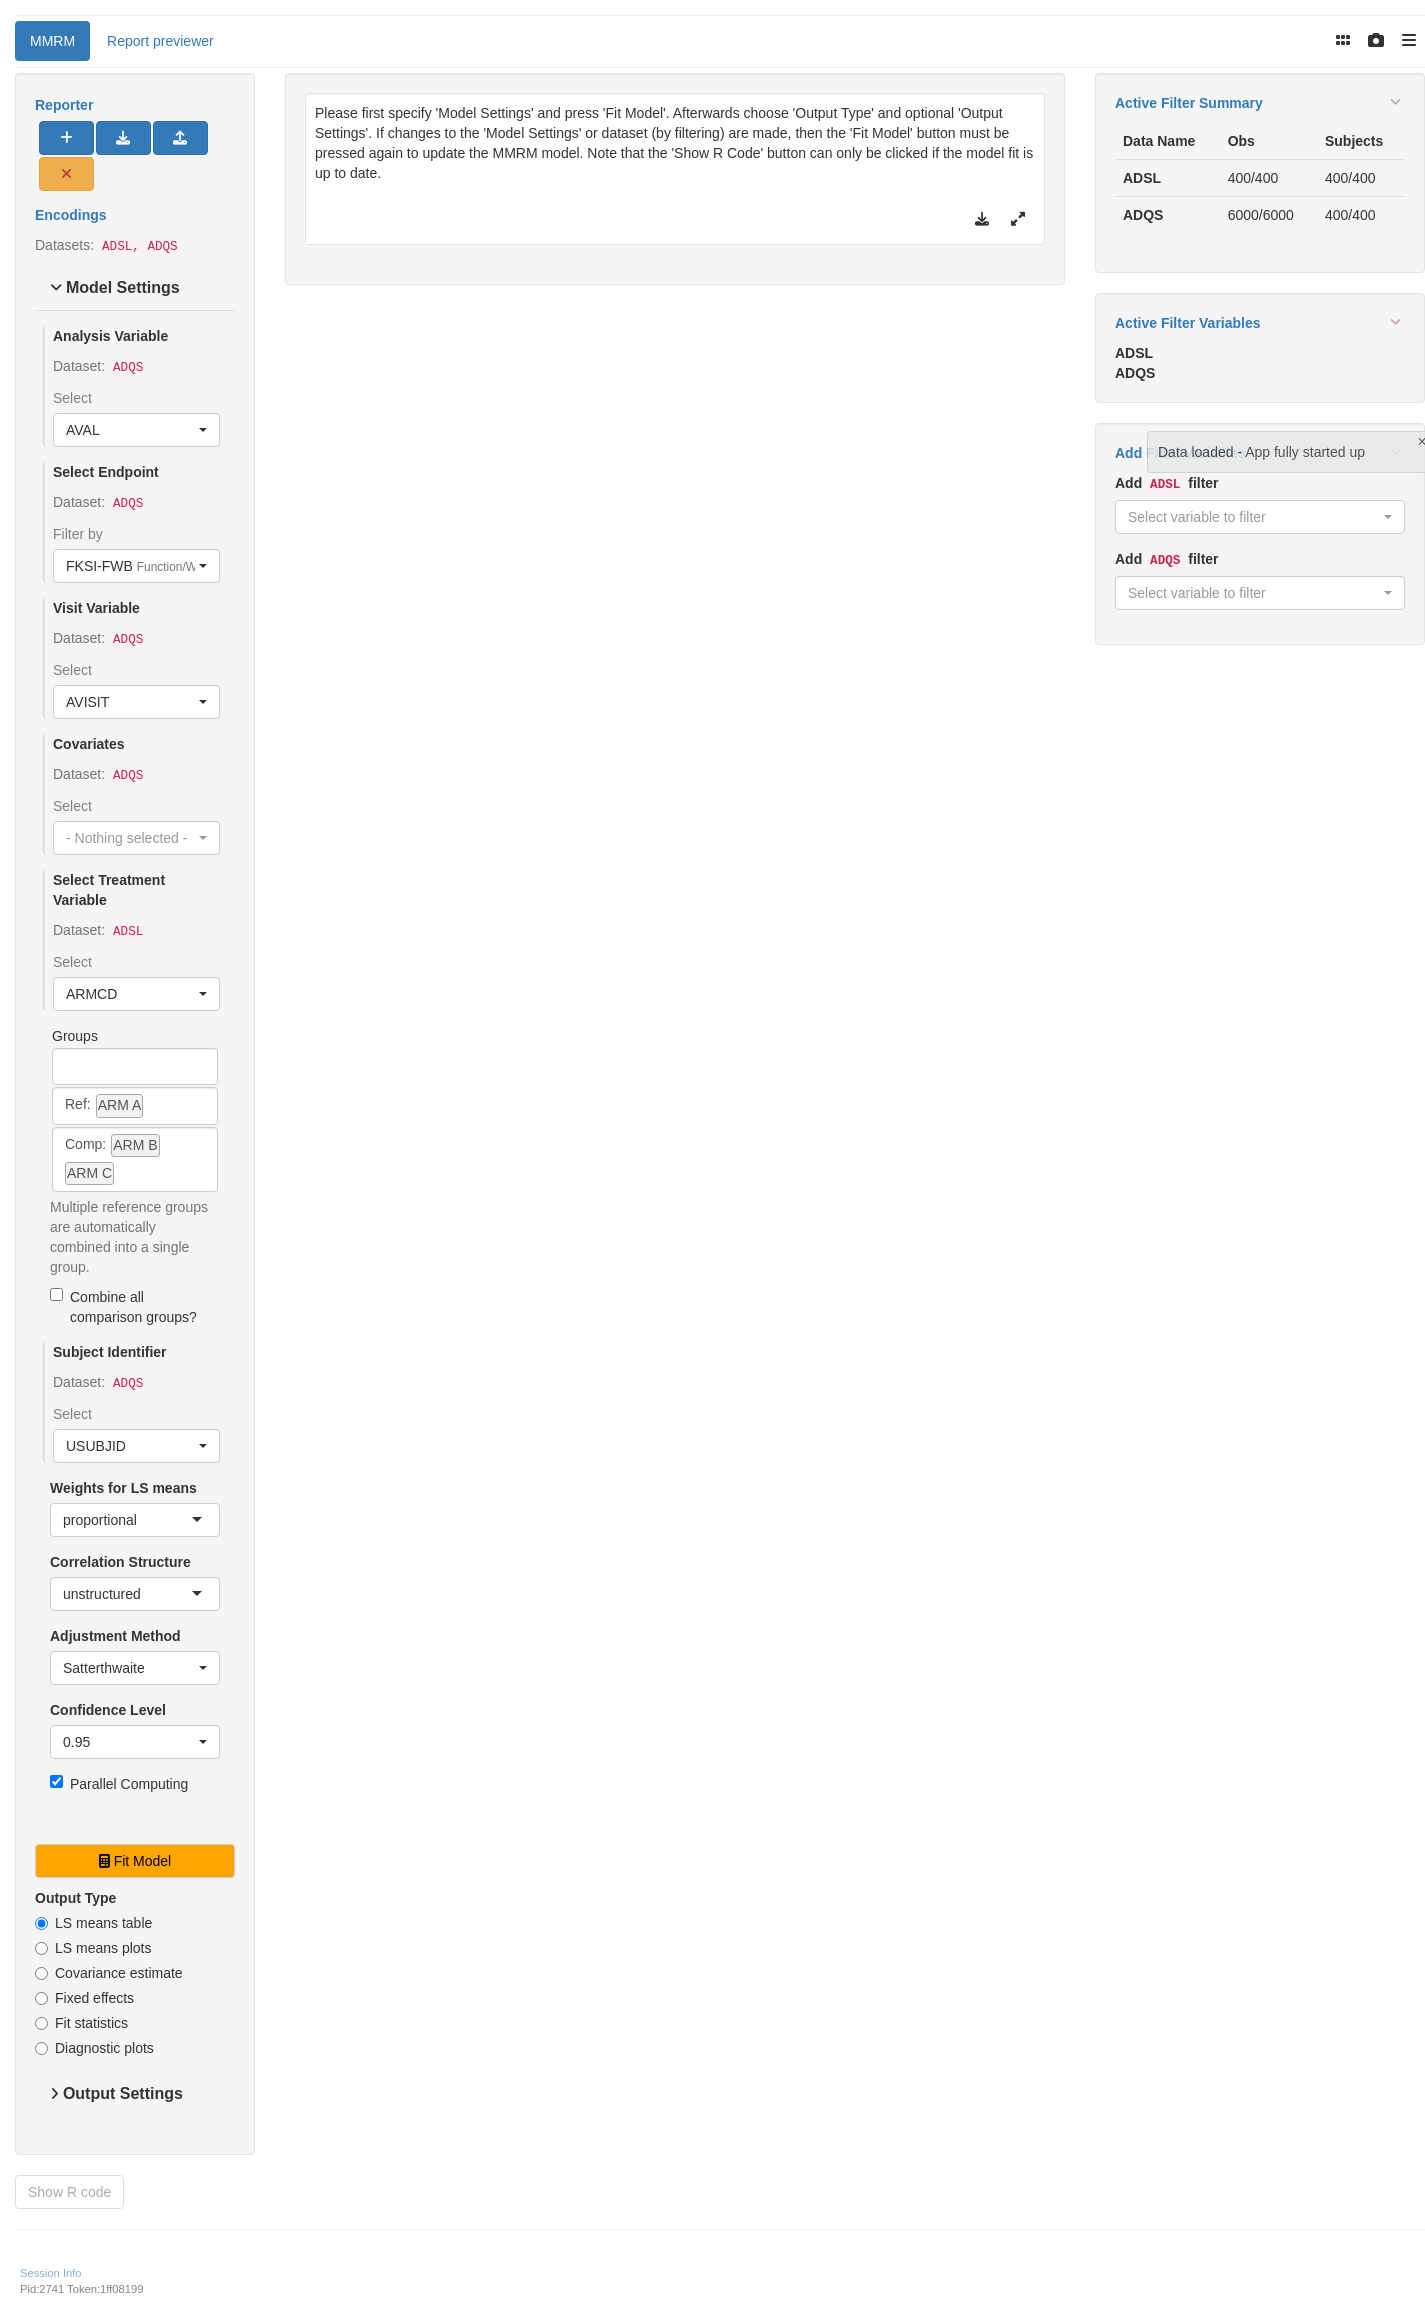 MMRM
Report previewer
Reporter
Encodings
Datasets: ADSL, ADQS
Model Settings
Analysis Variable
Dataset: ADQS
Select
AVAL
Select Endpoint
Dataset: ADQS
Filter by
FKSI-FWB Function/W
Visit Variable
Dataset: ADQS
Select
AVISIT
Covariates
Dataset: ADQS
Select
- Nothing selected -
Select Treatment
Variable
Dataset: ADSL
Select
ARMCD
Groups
Ref: ARM A
Comp: ARM B
ARM C
Multiple reference groups
are automatically
combined into a single
group.
Combine all
comparison groups?
Subject Identifier
Dataset: ADQS
Select
USUBJID
Weights for LS means
proportional
Correlation Structure
unstructured
Adjustment Method
Satterthwaite
Confidence Level
0.95
Parallel Computing
Fit Model
Output Type
LS means table
LS means plots
Covariance estimate
Fixed effects
Fit statistics
Diagnostic plots
Output Settings
Please first specify 'Model Settings' and press 'Fit Model'. Afterwards choose 'Output Type' and optional 'Output
Settings'. If changes to the 'Model Settings' or dataset (by filtering) are made, then the 'Fit Model' button must be
pressed again to update the MMRM model. Note that the 'Show R Code' button can only be clicked if the model fit is
up to date.
Active Filter Summary
Data Name Obs Subjects
ADSL 400/400 400/400
ADQS 6000/6000 400/400
Active Filter Variables
ADSL
ADQS
Add
Data loaded - App fully started up
×
Add ADSL filter
Select variable to filter
Add ADQS filter
Select variable to filter
Show R code
Session Info
Pid:2741 Token:1ff08199